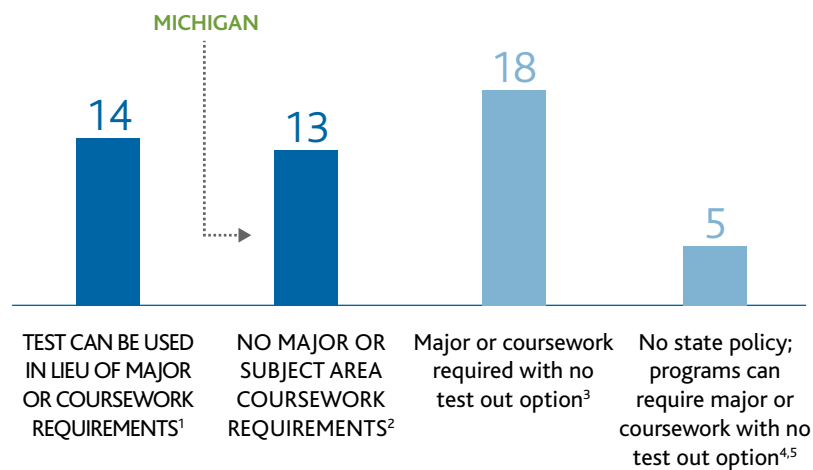 MICHIGAN
14
13
18
5
TEST CAN BE USED
IN LIEU OF MAJOR
OR COURSEWORK
REQUIREMENTS¹
NO MAJOR OR
SUBJECT AREA
COURSEWORK
REQUIREMENTS²
Major or coursework
required with no
test out option³
No state policy;
programs can
require major or
coursework with no
test out option⁴,⁵